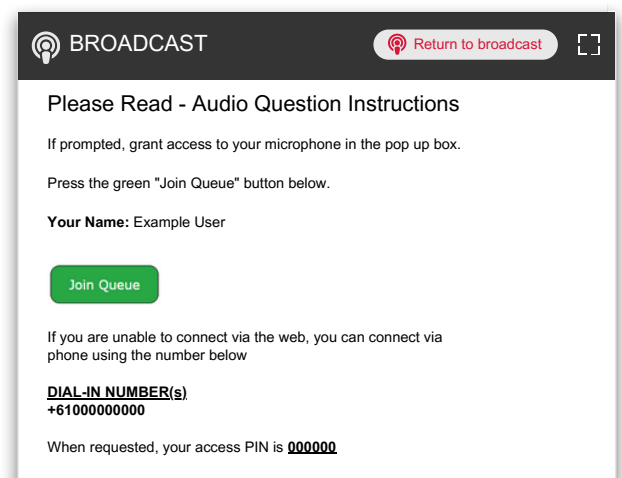 BROADCAST
Return to broadcast
Please Read - Audio Question Instructions
If prompted, grant access to your microphone in the pop up box.
Press the green "Join Queue" button below.
Your Name: Example User
Join Queue
If you are unable to connect via the web, you can connect via
phone using the number below
DIAL-IN NUMBER(s)
+61000000000
When requested, your access PIN is 000000